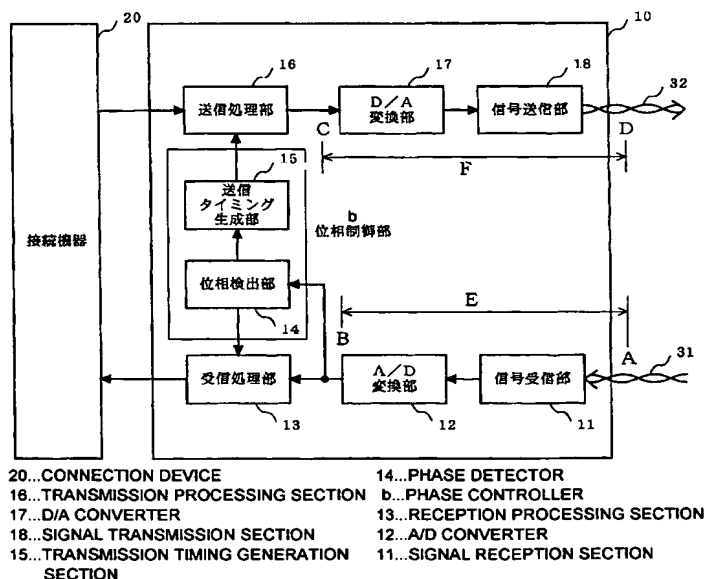 20
10
16
17
18
32
送信処理部
D/A
変換部
信号送信部
C
D
F
15
送信
タイミング
生成部
b
位相制御部
接続機器
位相検出部
14
E
B
A
31
受信処理部
A/D
変換部
信号受信部
13
12
11
20...CONNECTION DEVICE
16...TRANSMISSION PROCESSING SECTION
17...D/A CONVERTER
18...SIGNAL TRANSMISSION SECTION
15...TRANSMISSION TIMING GENERATION
SECTION
14...PHASE DETECTOR
b...PHASE CONTROLLER
13...RECEPTION PROCESSING SECTION
12...A/D CONVERTER
11...SIGNAL RECEPTION SECTION